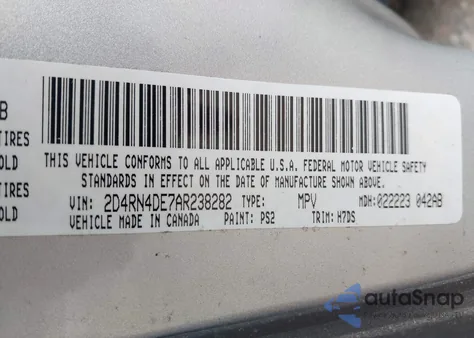 B
TIRES
OLD
TIRES
OLD
THIS VEHICLE CONFORMS TO ALL APPLICABLE U.S.A. FEDERAL MOTOR VEHICLE SAFETY
STANDARDS IN EFFECT ON THE DATE OF MANUFACTURE SHOWN ABOVE.
VIN: 2D4RN4DE7AR238282 TYPE: MPV MDH: 022223 042AB
VEHICLE MADE IN CANADA PAINT: PS2 TRIM: H7DS
autoSnap